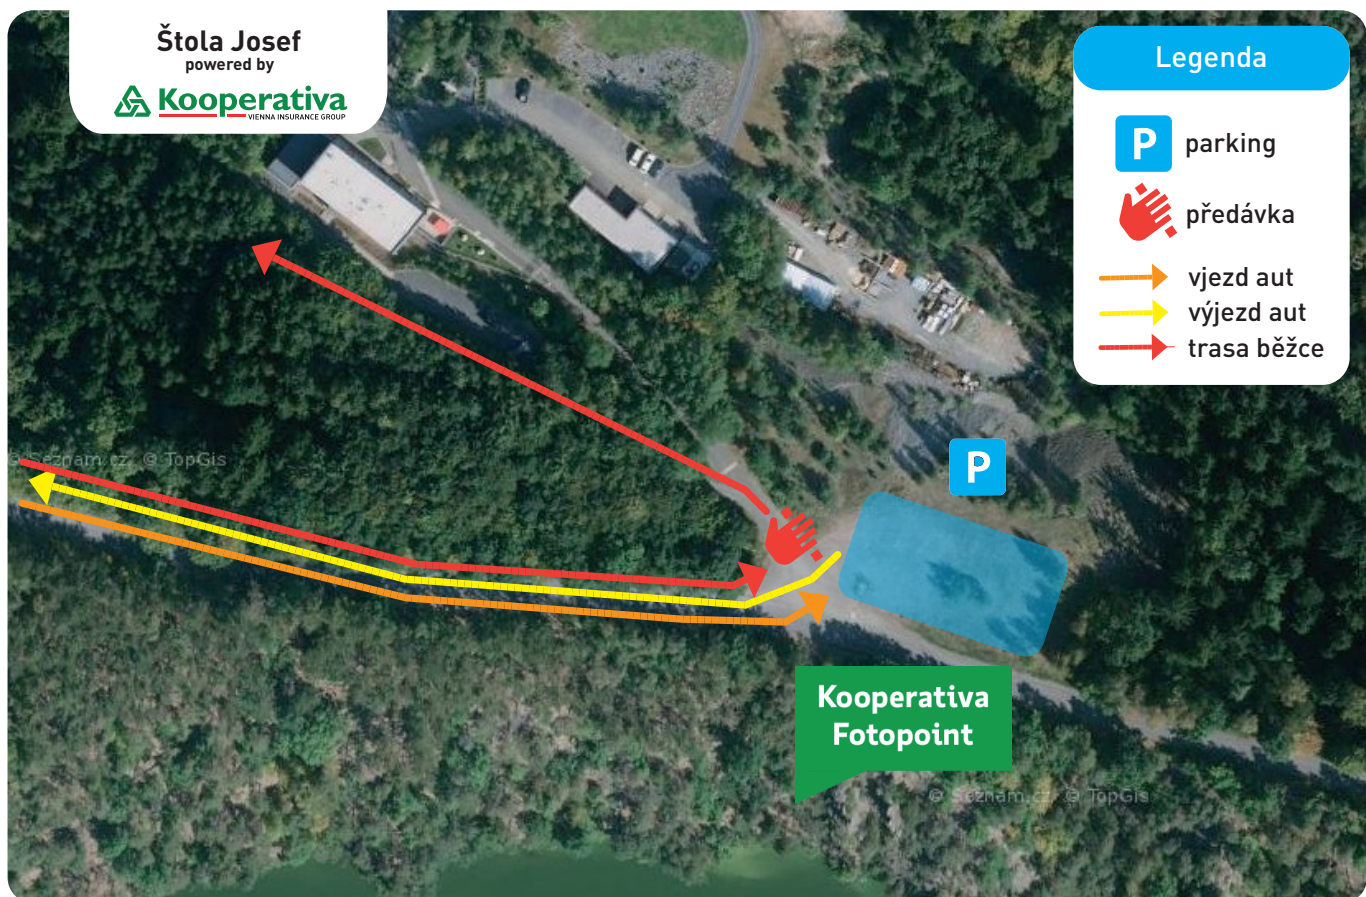 Štola Josef
powered by
Kooperativa
VIENNA INSURANCE GROUP
Legenda
P parking
předávka
vjezd aut
výjezd aut
trasa běžce
© Seznam.cz, © TopGis
P
Kooperativa
Fotopoint
© Seznam.cz, © TopGis